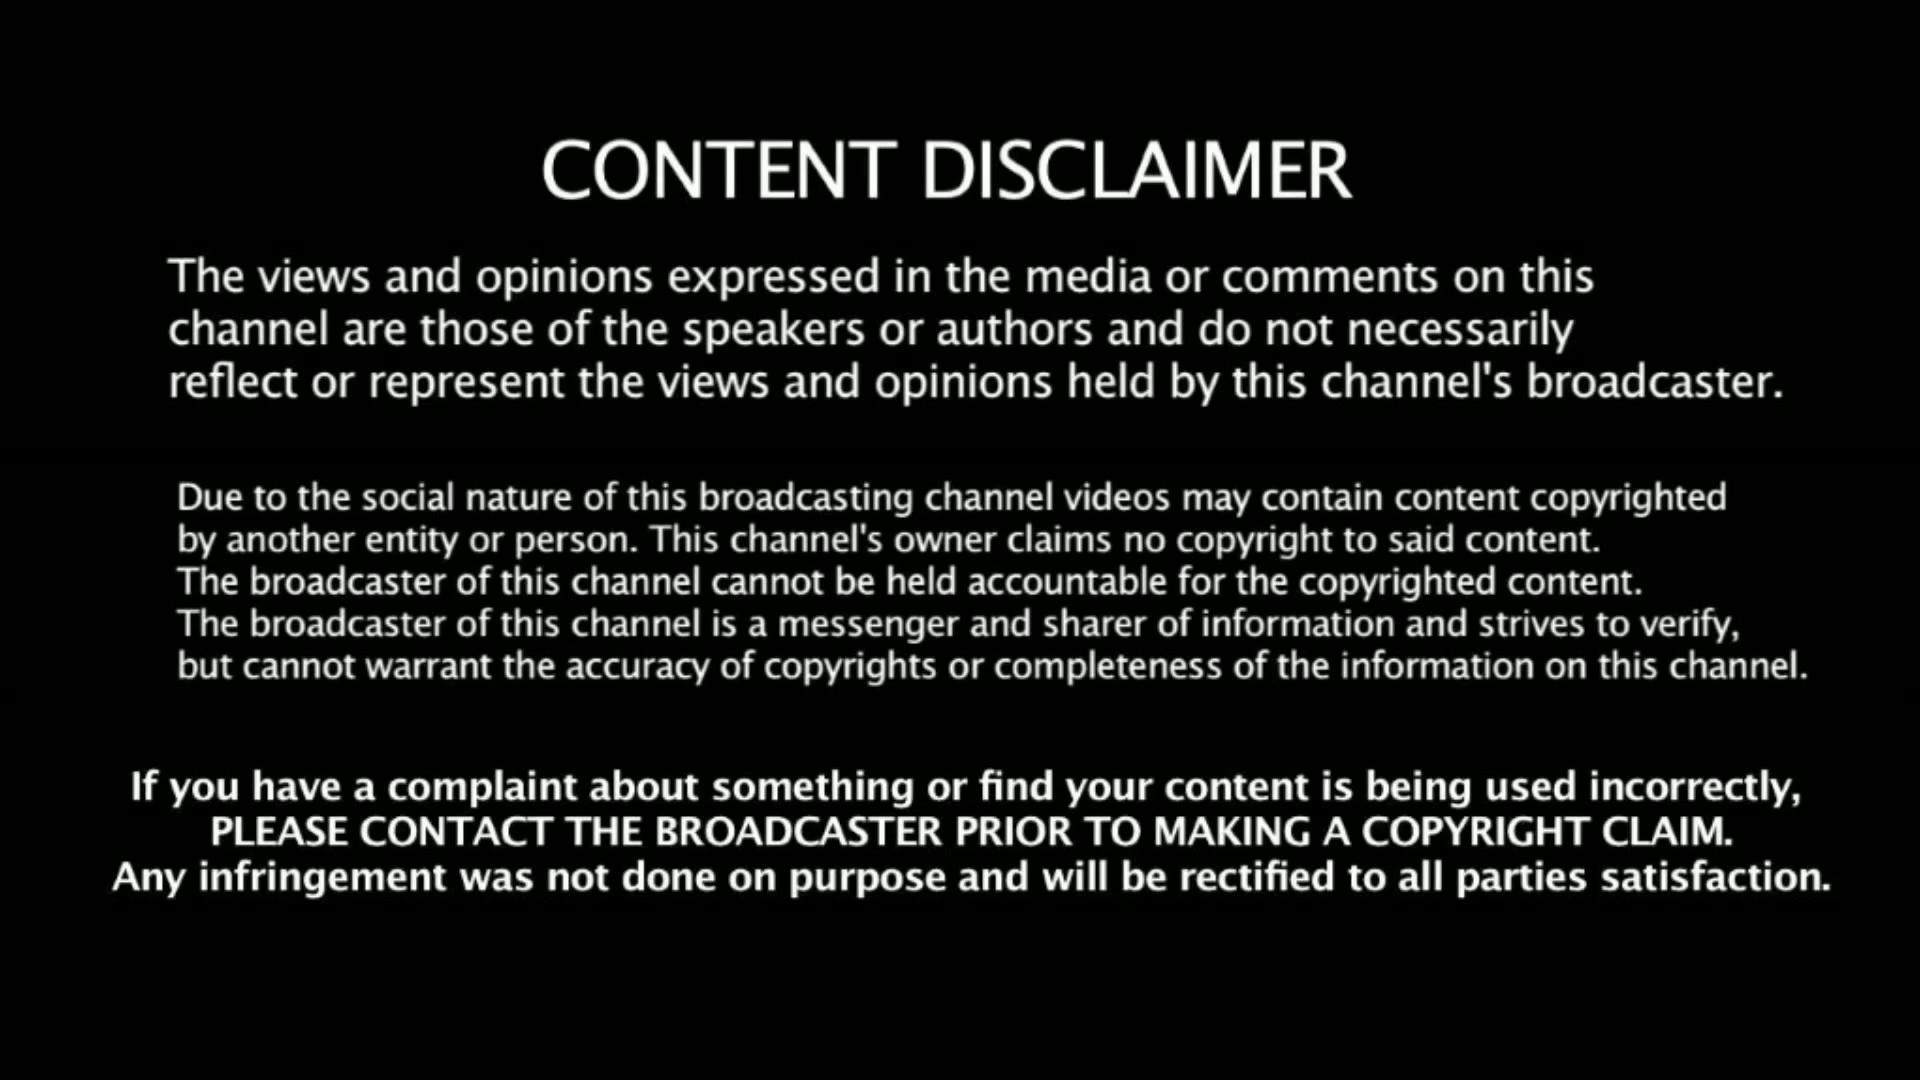 CONTENT DISCLAIMER
The views and opinions expressed in the media or comments on this
channel are those of the speakers or authors and do not necessarily
reflect or represent the views and opinions held by this channel's broadcaster.
Due to the social nature of this broadcasting channel videos may contain content copyrighted
by another entity or person. This channel's owner claims no copyright to said content.
The broadcaster of this channel cannot be held accountable for the copyrighted content.
The broadcaster of this channel is a messenger and sharer of information and strives to verify,
but cannot warrant the accuracy of copyrights or completeness of the information on this channel.
If you have a complaint about something or find your content is being used incorrectly,
PLEASE CONTACT THE BROADCASTER PRIOR TO MAKING A COPYRIGHT CLAIM.
Any infringement was not done on purpose and will be rectified to all parties satisfaction.